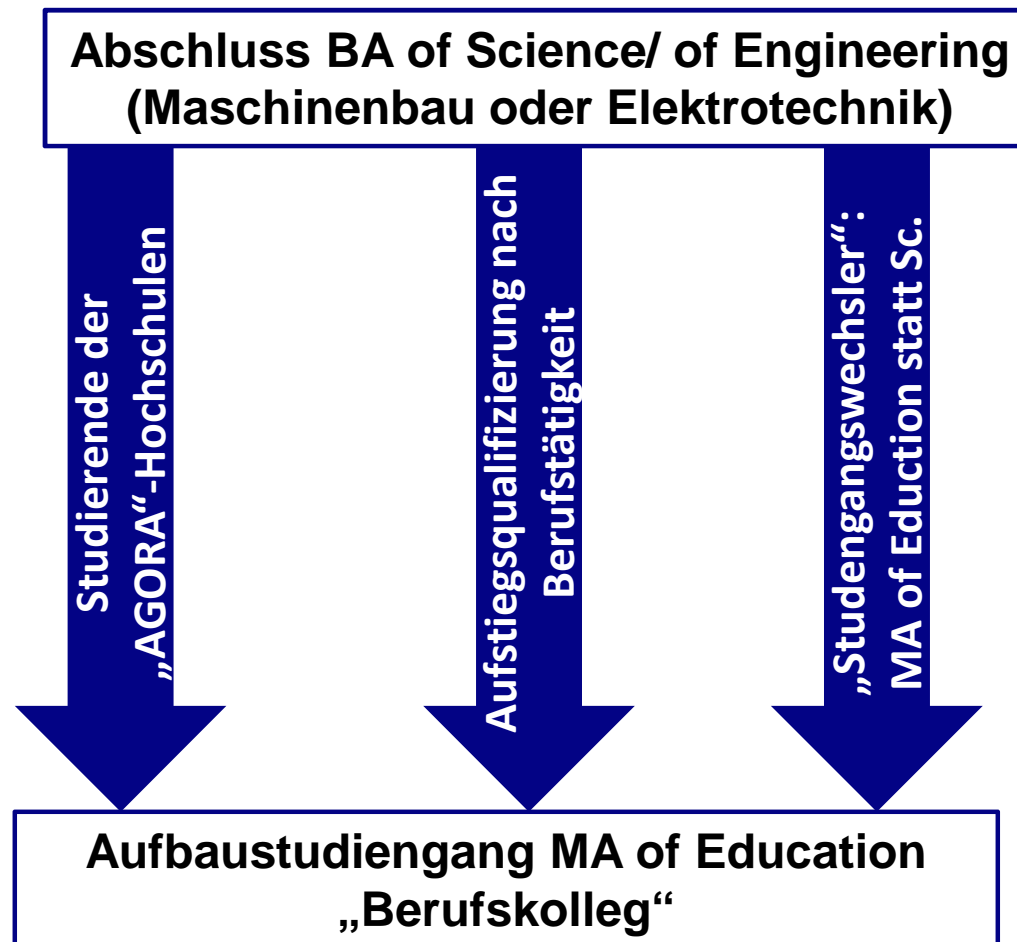 Abschluss BA of Science/ of Engineering
(Maschinenbau oder Elektrotechnik)
Studierende der
„AGORA“-Hochschulen
Aufstiegsqualifizierung nach
Berufstätigkeit
„Studengangswechsler“:
MA of Eduction statt Sc.
Aufbaustudiengang MA of Education
„Berufskolleg“